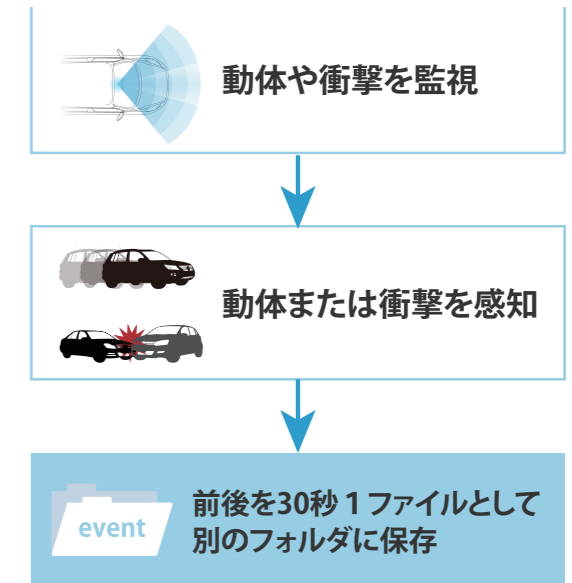 動体や衝撃を監視
動体または衝撃を感知
event
前後を30秒1ファイルとして
別のフォルダに保存